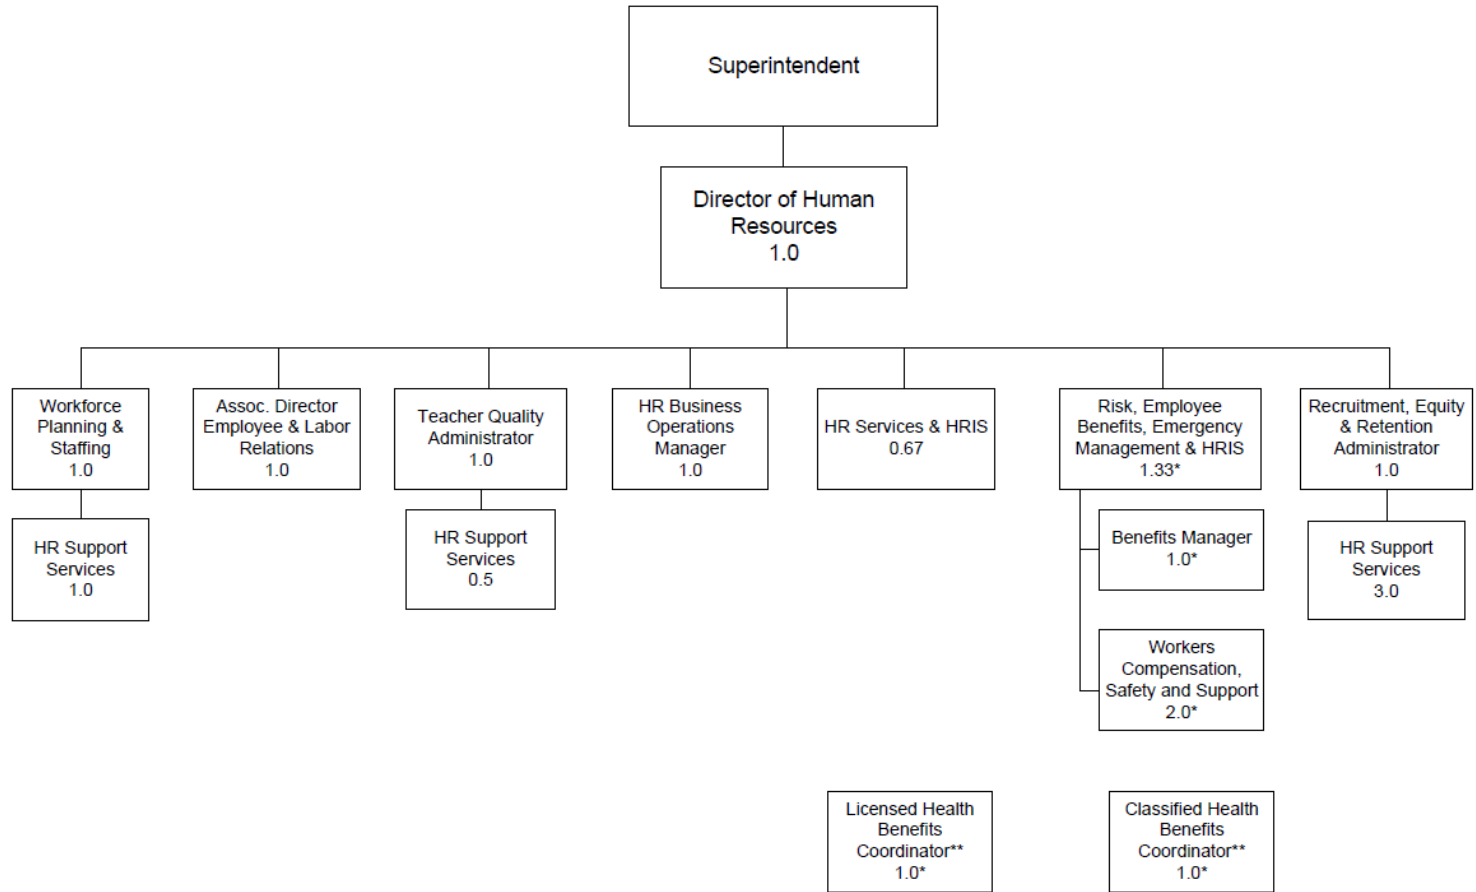 Superintendent
Director of Human
Resources
1.0
Workforce
Planning &
Staffing
1.0
Assoc. Director
Employee & Labor
Relations
1.0
Teacher Quality
Administrator
1.0
HR Business
Operations
Manager
1.0
HR Services & HRIS
0.67
Risk, Employee
Benefits, Emergency
Management & HRIS
1.33*
Recruitment, Equity
& Retention
Administrator
1.0
HR Support
Services
1.0
HR Support
Services
0.5
Benefits Manager
1.0*
HR Support
Services
3.0
Workers
Compensation,
Safety and Support
2.0*
Licensed Health
Benefits
Coordinator**
1.0*
Classified Health
Benefits
Coordinator**
1.0*